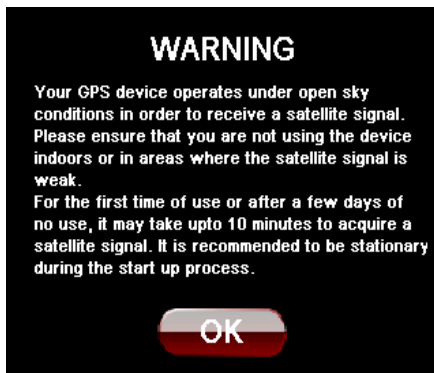 WARNING
Your GPS device operates under open sky
conditions in order to receive a satellite signal.
Please ensure that you are not using the device
indoors or in areas where the satellite signal is
weak.
For the first time of use or after a few days of
no use, it may take upto 10 minutes to acquire a
satellite signal. It is recommended to be stationary
during the start up process.
OK